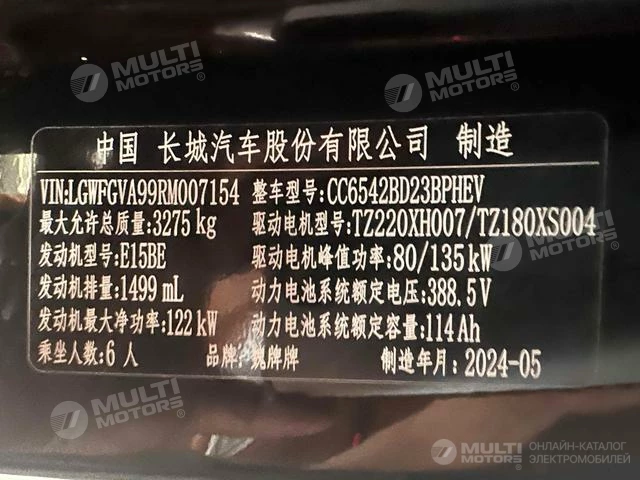 MULTI MOTORS®
MULTI MOTORS®
中国 长城汽车股份有限公司 制造
VIN:LGWFGVA99RM007154 整车型号:CC6542BD23BPHEV
最大允许总质量:3275 kg 驱动电机型号:TZ220XH007/TZ180XS004
发动机型号:E15BE 驱动电机峰值功率:80/135kW
发动机排量:1499 mL 动力电池系统额定电压:388.5V
发动机最大净功率:122 kW 动力电池系统额定容量:114Ah
乘坐人数:6 人 品牌:魏牌牌 制造年月:2024-05
MULTI MOTORS®
MULTI MOTORS®
MULTI MOTORS®
MULTI MOTORS® ОНЛАЙН-КАТАЛОГ ЭЛЕКТРОМОБИЛЕЙ